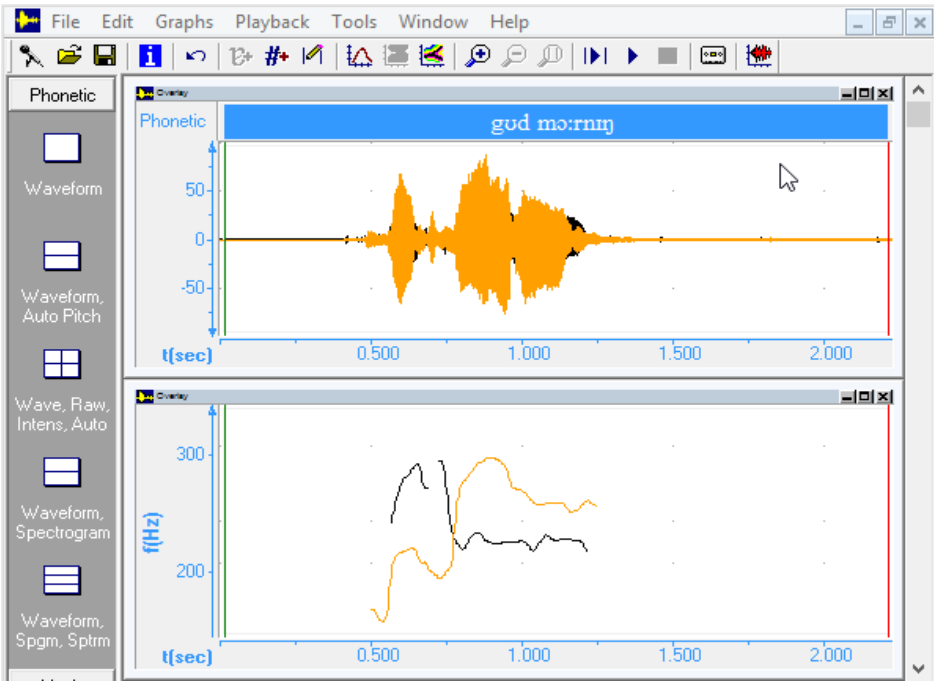 File Edit Graphs Playback Tools Window Help
Phonetic
Waveform
Waveform,
Auto Pitch
Wave, Raw,
Intens, Auto
Waveform,
Spectrogram
Waveform,
Spgm, Sptrm
Overlay
Phonetic
gʊd mɔ:rnɪŋ
50
0
-50
t(sec) 0.500 1.000 1.500 2.000
Overlay
300
f(Hz)
200
t(sec) 0.500 1.000 1.500 2.000